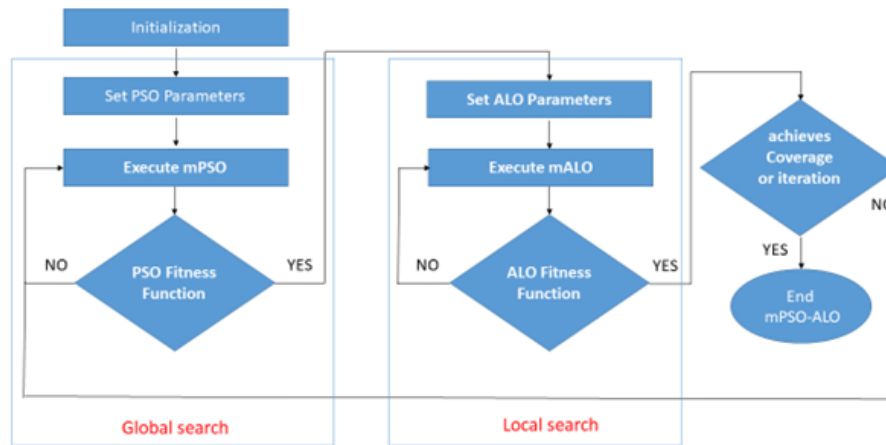 Initialization
Set PSO Parameters
Execute mPSO
NO
PSO Fitness
Function
YES
Global search
Set ALO Parameters
Execute mALO
NO
ALO Fitness
Function
YES
Local search
achieves
Coverage
or iteration
NO
YES
End
mPSO-ALO